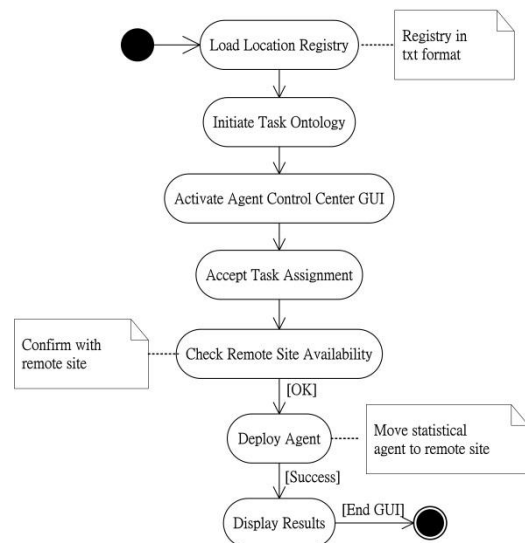 Load Location Registry
Registry in
txt format
Initiate Task Ontology
Activate Agent Control Center GUI
Accept Task Assignment
Confirm with
remote site
Check Remote Site Availability
[OK]
Deploy Agent
Move statistical
agent to remote site
[Success]
Display Results
[End GUI]